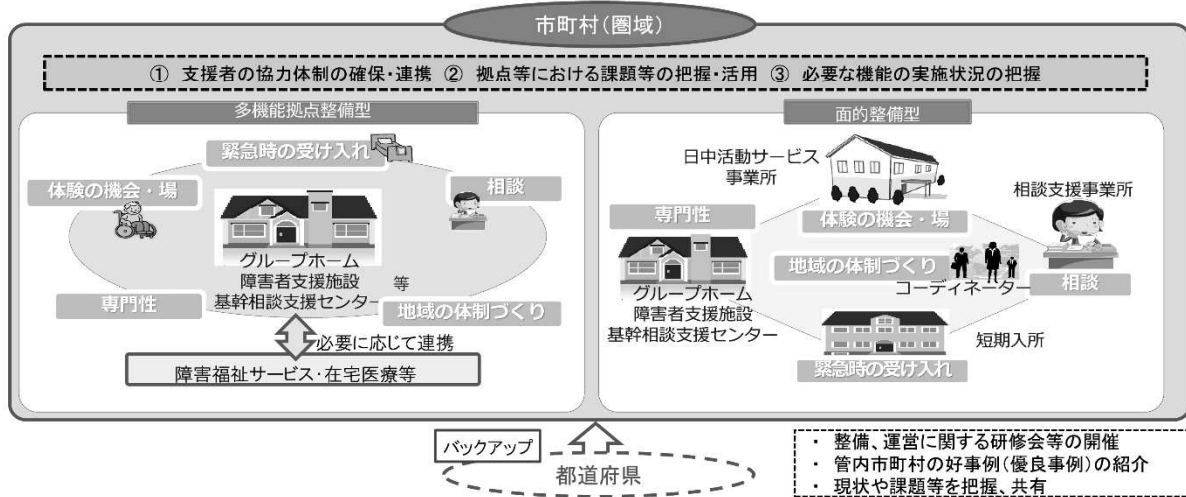 市町村(圏域)
① 支援者の協力体制の確保・連携 ② 拠点等における課題等の把握・活用 ③ 必要な機能の実施状況の把握
多機能拠点整備型
緊急時の受け入れ
体験の機会・場
相談
グループホーム
障害者支援施設
基幹相談支援センター
等
専門性
地域の体制づくり
必要に応じて連携
障害福祉サービス・在宅医療等
面的整備型
日中活動サービス
事業所
相談支援事業所
専門性
体験の機会・場
地域の体制づくり
コーディネーター
相談
グループホーム
障害者支援施設
基幹相談支援センター
短期入所
緊急時の受け入れ
バックアップ
都道府県
・ 整備、運営に関する研修会等の開催
・ 管内市町村の好事例(優良事例)の紹介
・ 現状や課題等を把握、共有